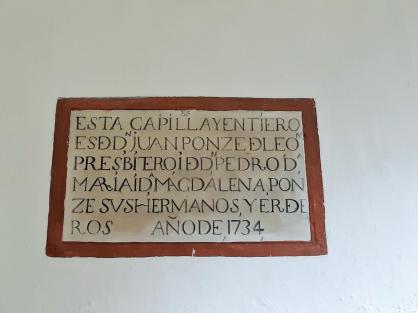 ESTA CAPILLA Y ENTIERO
ES D D.N JUAN PONZE D LEO
PRESBITERO I D D.N PEDRO I D.A
MARIA I D.A MAGDALENA, PON
ZE SUS HERMANOS, Y ERDE
ROS AÑO DE 1734